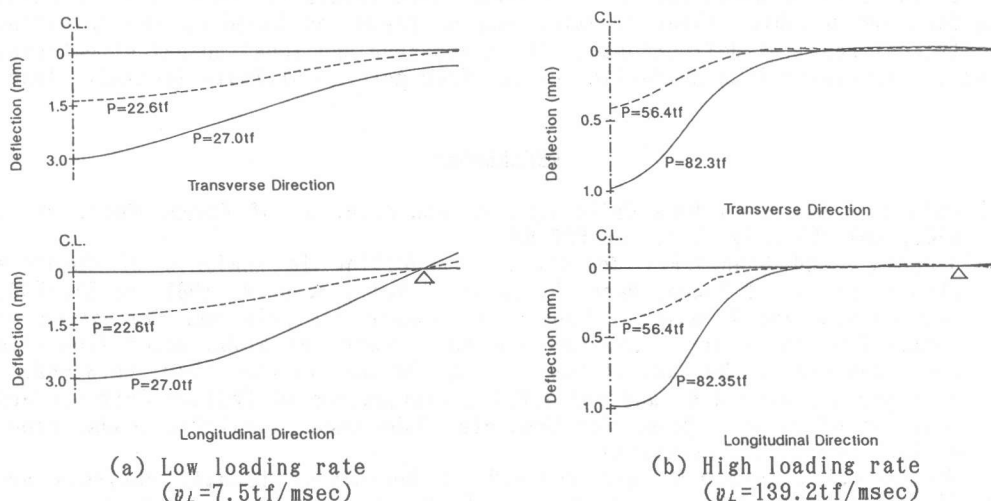 C.L.
0
1.5
3.0
Deflection (mm)
P=22.6tf
P=27.0tf
Transverse Direction
C.L.
0
1.5
3.0
Deflection (mm)
P=22.6tf
P=27.0tf
Longitudinal Direction
(a) Low loading rate
(v_L=7.5tf/msec)
C.L.
0
0.5
1.0
Deflection (mm)
P=56.4tf
P=82.3tf
Transverse Direction
C.L.
0
0.5
1.0
Deflection (mm)
P=56.4tf
P=82.35tf
Longitudinal Direction
(b) High loading rate
(v_L=139.2tf/msec)